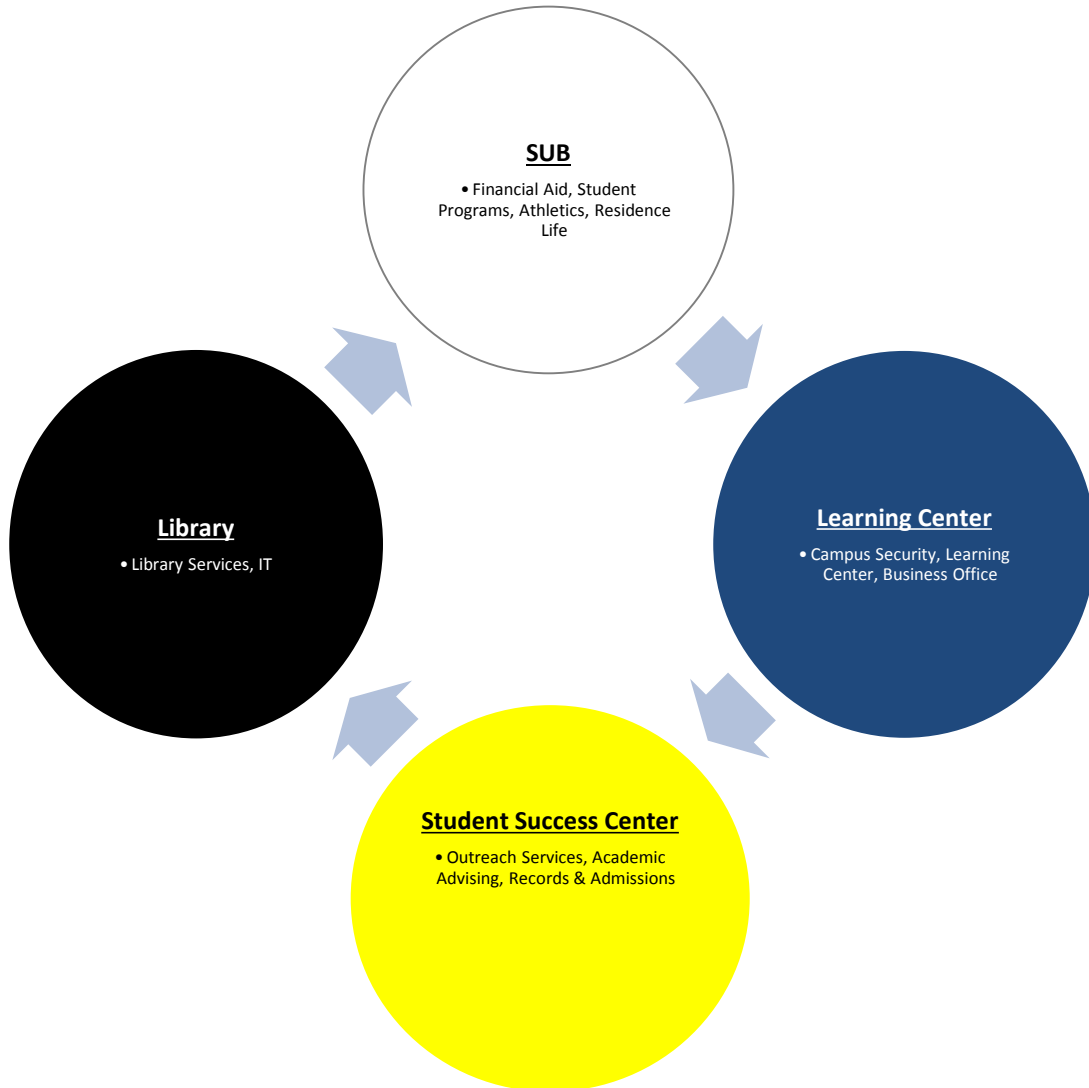 SUB
• Financial Aid, Student
Programs, Athletics, Residence
Life
Learning Center
• Campus Security, Learning
Center, Business Office
Student Success Center
• Outreach Services, Academic
Advising, Records & Admissions
Library
• Library Services, IT